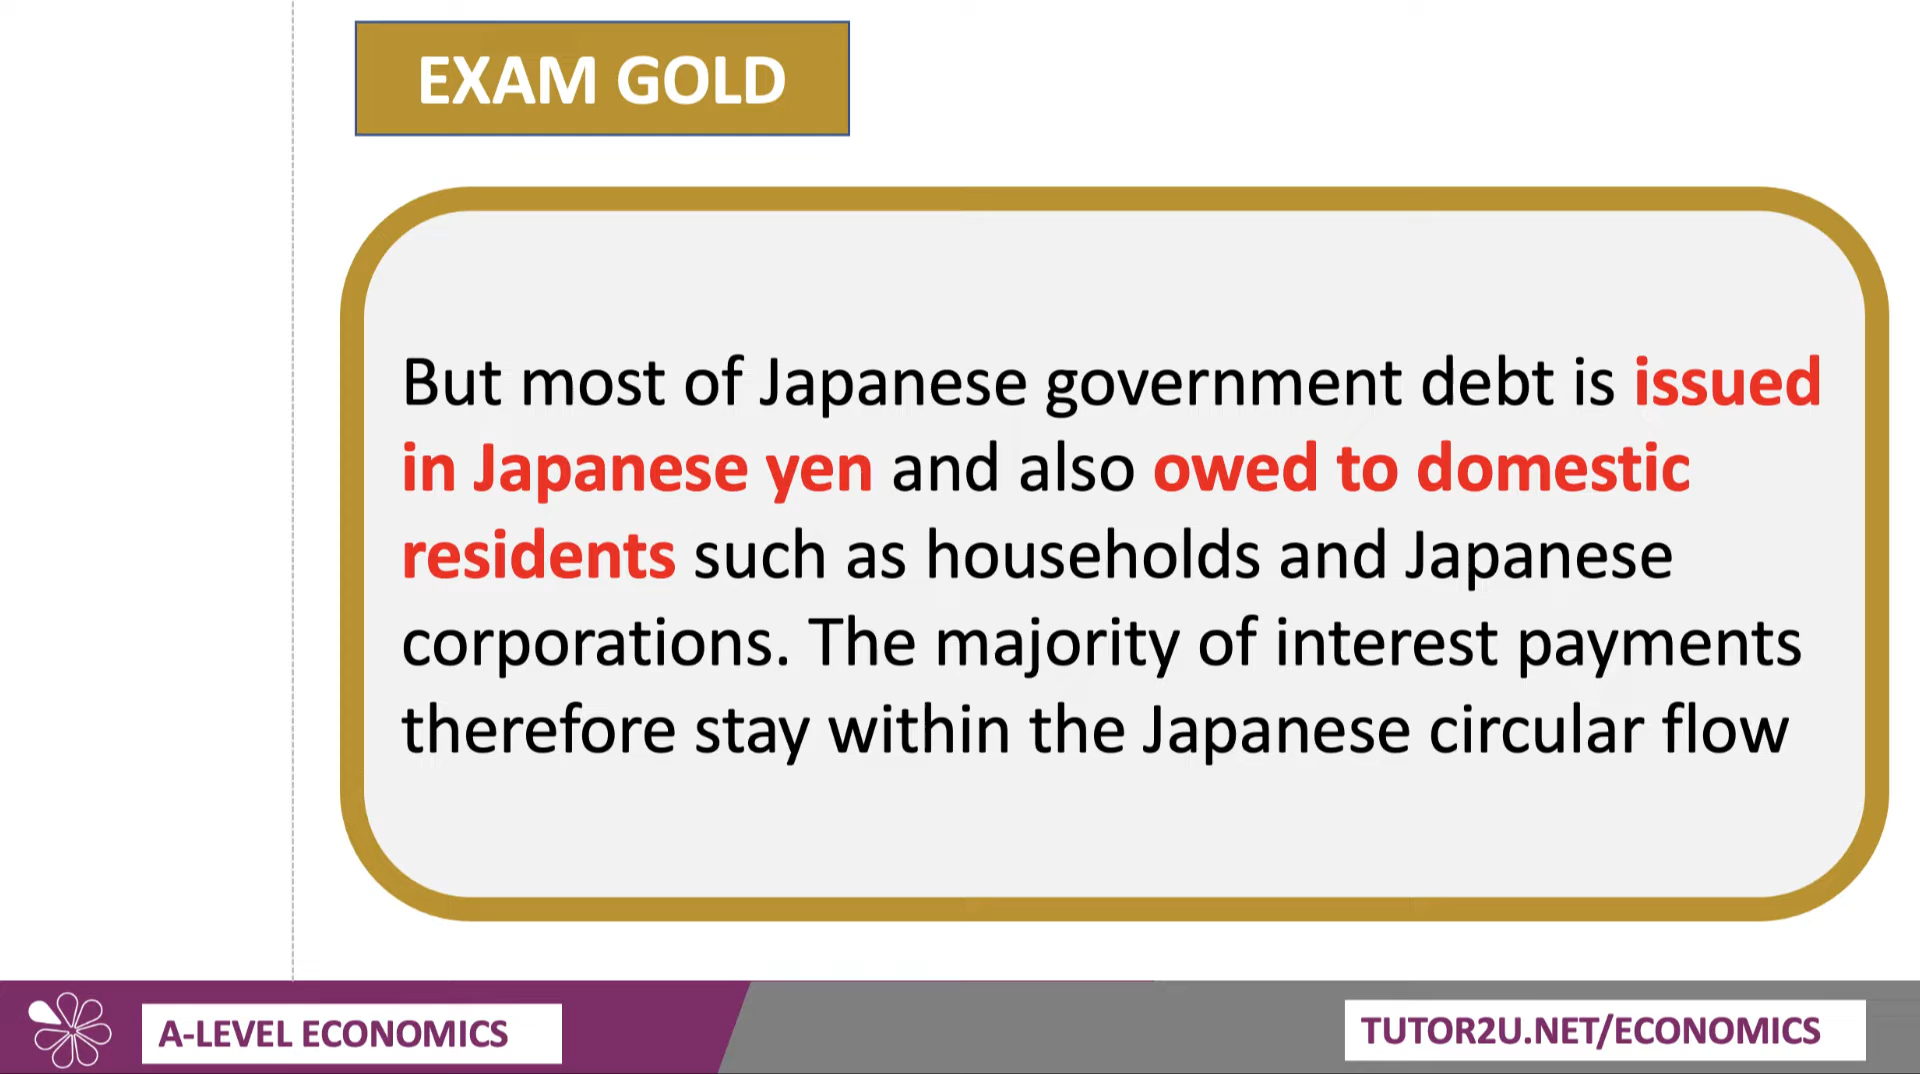 EXAM GOLD
But most of Japanese government debt is issued
in Japanese yen and also owed to domestic
residents such as households and Japanese
corporations. The majority of interest payments
therefore stay within the Japanese circular flow
A-LEVEL ECONOMICS
TUTOR2U.NET/ECONOMICS